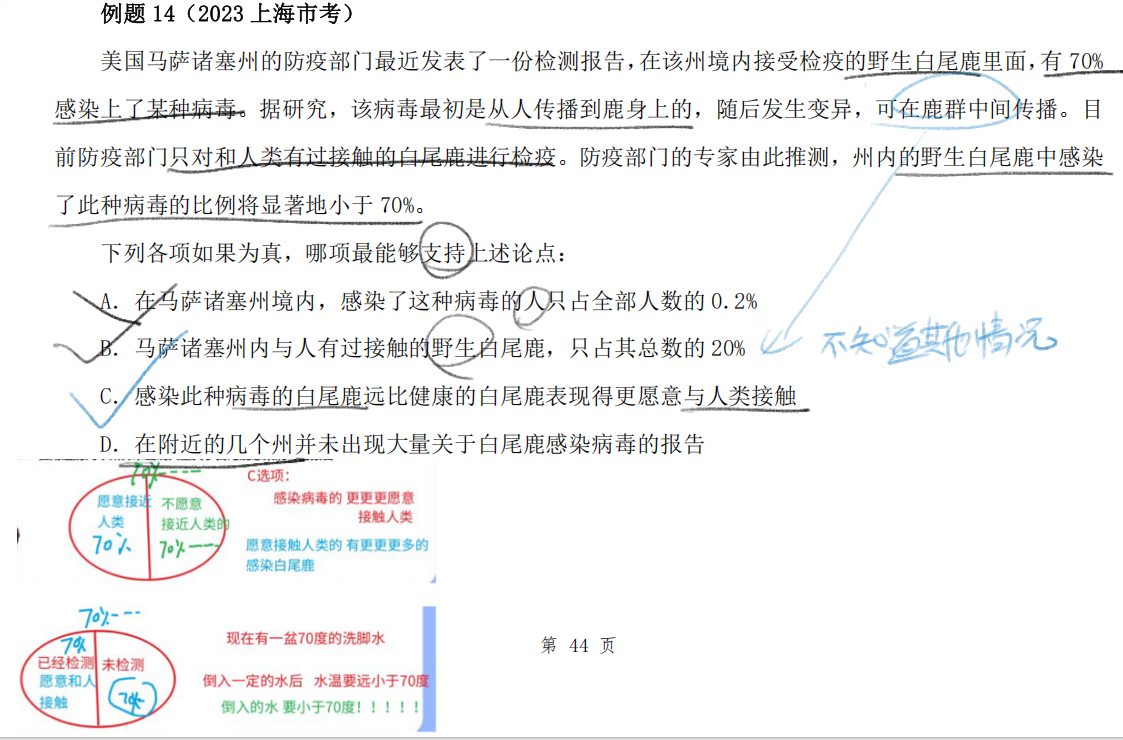 例题 14（2023 上海市考）
美国马萨诸塞州的防疫部门最近发表了一份检测报告，在该州境内接受检疫的野生白尾鹿里面，有 70%
感染上了某种病毒。据研究，该病毒最初是从人传播到鹿身上的，随后发生变异，可在鹿群中间传播。目
前防疫部门只对和人类有过接触的白尾鹿进行检疫。防疫部门的专家由此推测，州内的野生白尾鹿中感染
了此种病毒的比例将显著地小于 70%。
下列各项如果为真，哪项最能够支持上述论点：
A．在马萨诸塞州境内，感染了这种病毒的人只占全部人数的 0.2%
B．马萨诸塞州内与人有过接触的野生白尾鹿，只占其总数的 20%
不知道其他情况
C．感染此种病毒的白尾鹿远比健康的白尾鹿表现得更愿意与人类接触
D．在附近的几个州并未出现大量关于白尾鹿感染病毒的报告
70%----
C选项：
愿意接近
人类
70%
不愿意
接近人类的
70%---
感染病毒的 更更更愿意
接触人类
愿意接触人类的 有更更更多的
感染白尾鹿
70%---
70%
已经检测
愿意和人
接触
未检测
70%-
现在有一盆70度的洗脚水
倒入一定的水后 水温要远小于70度
倒入的水 要小于70度！！！！！
第 44 页